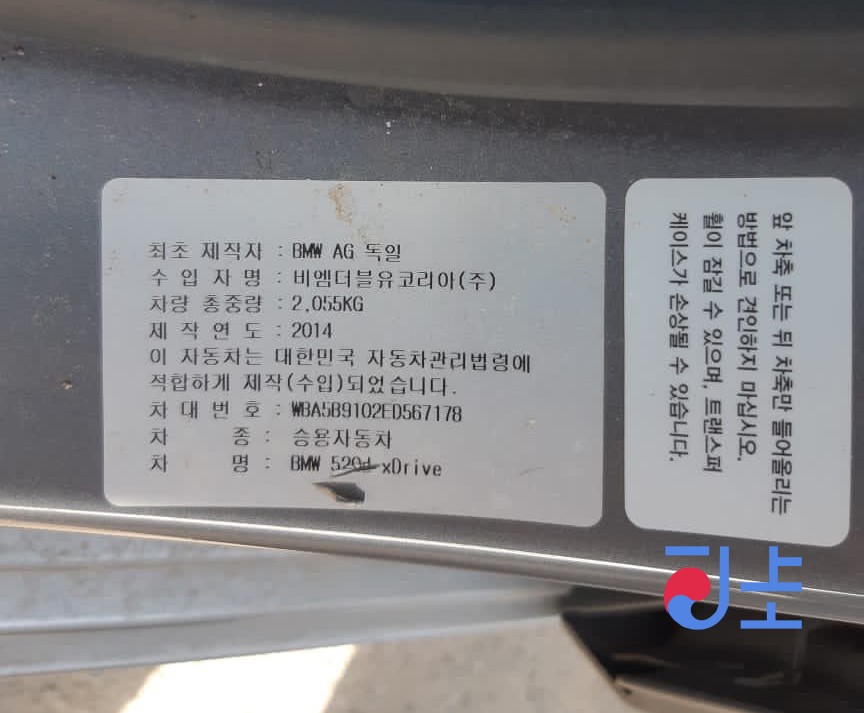 최초 제작자 : BMW AG 독일
수 입 자 명 : 비엠더블유코리아(주)
차량 총중량 : 2,055KG
제 작 연 도 : 2014
이 자동차는 대한민국 자동차관리법령에
적합하게 제작(수입)되었습니다.
차 대 번 호 : WBA5B9102ED567178
차 종 : 승용자동차
차 명 : BMW 520d xDrive
앞 차축 또는 뒤 차축만 들어올리는
방법으로 견인하지 마십시오.
휠이 잠길 수 있으며, 트랜스퍼
케이스가 손상될 수 있습니다.